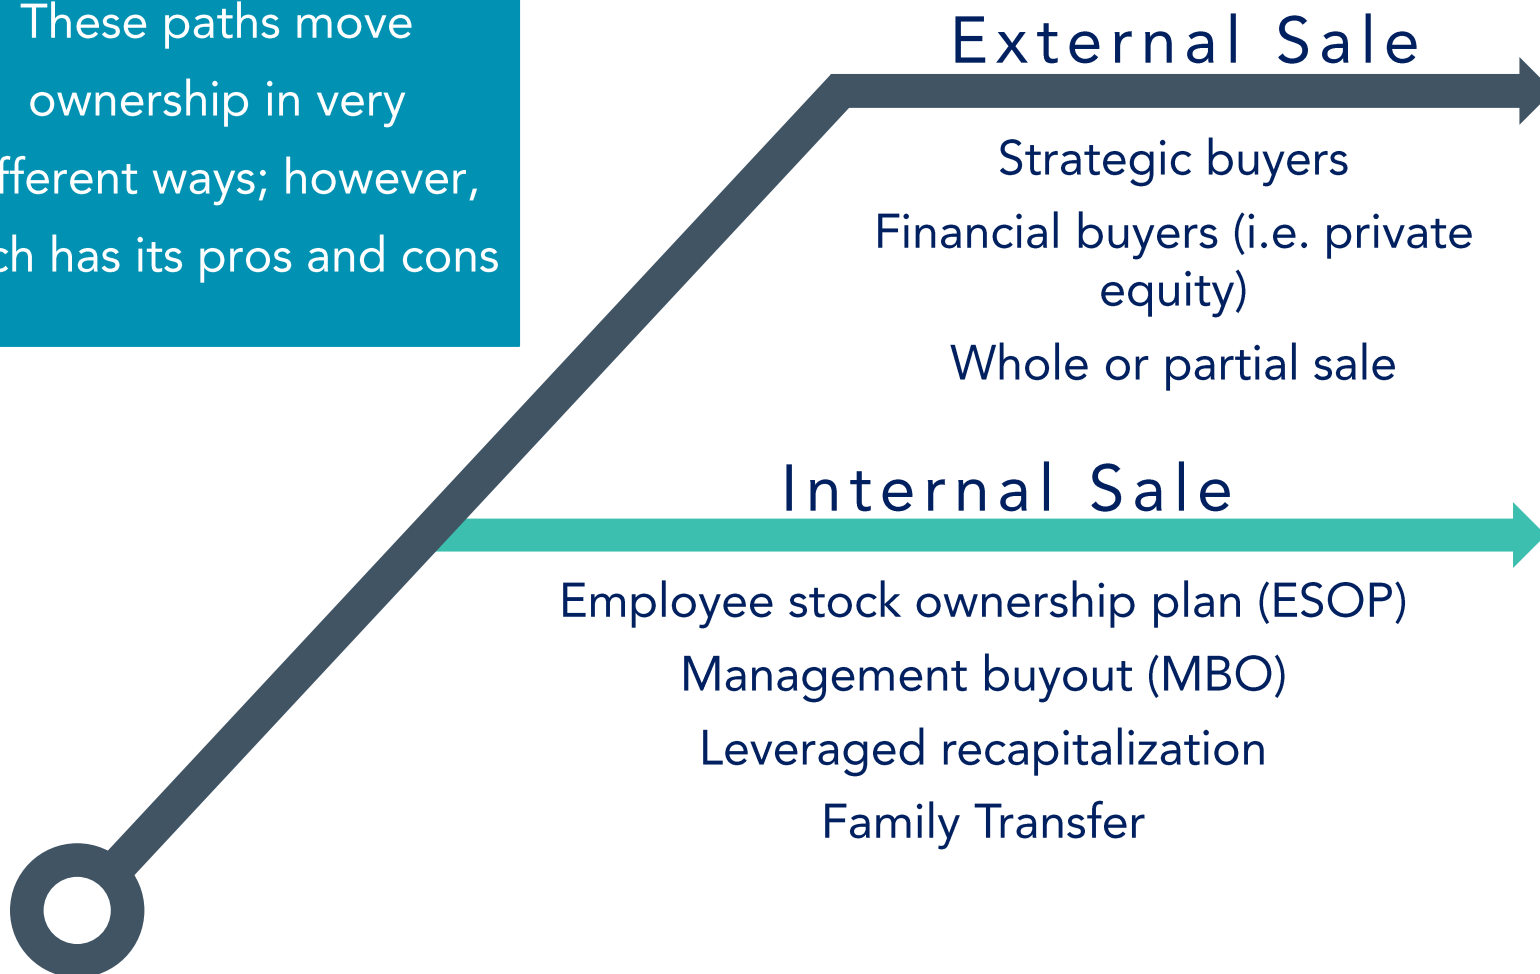 These paths move
ownership in very
fferent ways; however,
ch has its pros and cons
External Sale
Strategic buyers
Financial buyers (i.e. private
equity)
Whole or partial sale
Internal Sale
Employee stock ownership plan (ESOP)
Management buyout (MBO)
Leveraged recapitalization
Family Transfer